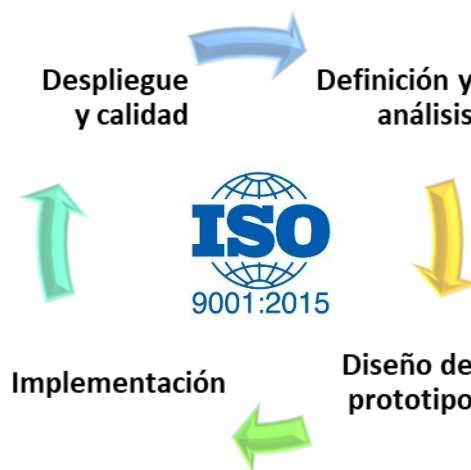 Despliegue
y calidad
Definición y
análisis
ISO
9001:2015
Implementación
Diseño de
prototipo